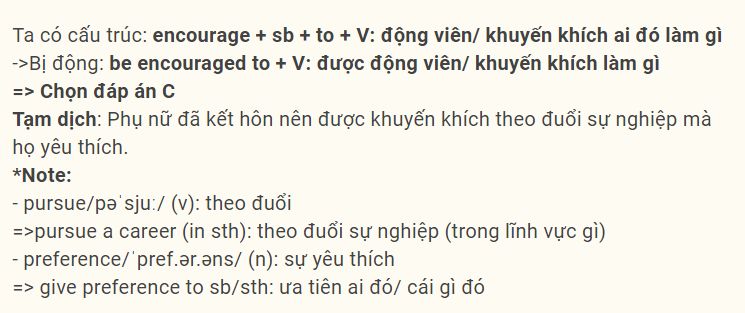 Ta có cấu trúc: encourage + sb + to + V: động viên/ khuyến khích ai đó làm gì
->Bị động: be encouraged to + V: được động viên/ khuyến khích làm gì
=> Chọn đáp án C
Tạm dịch: Phụ nữ đã kết hôn nên được khuyến khích theo đuổi sự nghiệp mà
họ yêu thích.
*Note:
- pursue/pəˈsjuː/ (v): theo đuổi
=>pursue a career (in sth): theo đuổi sự nghiệp (trong lĩnh vực gì)
- preference/ˈpref.ər.əns/ (n): sự yêu thích
=> give preference to sb/sth: ưa tiên ai đó/ cái gì đó